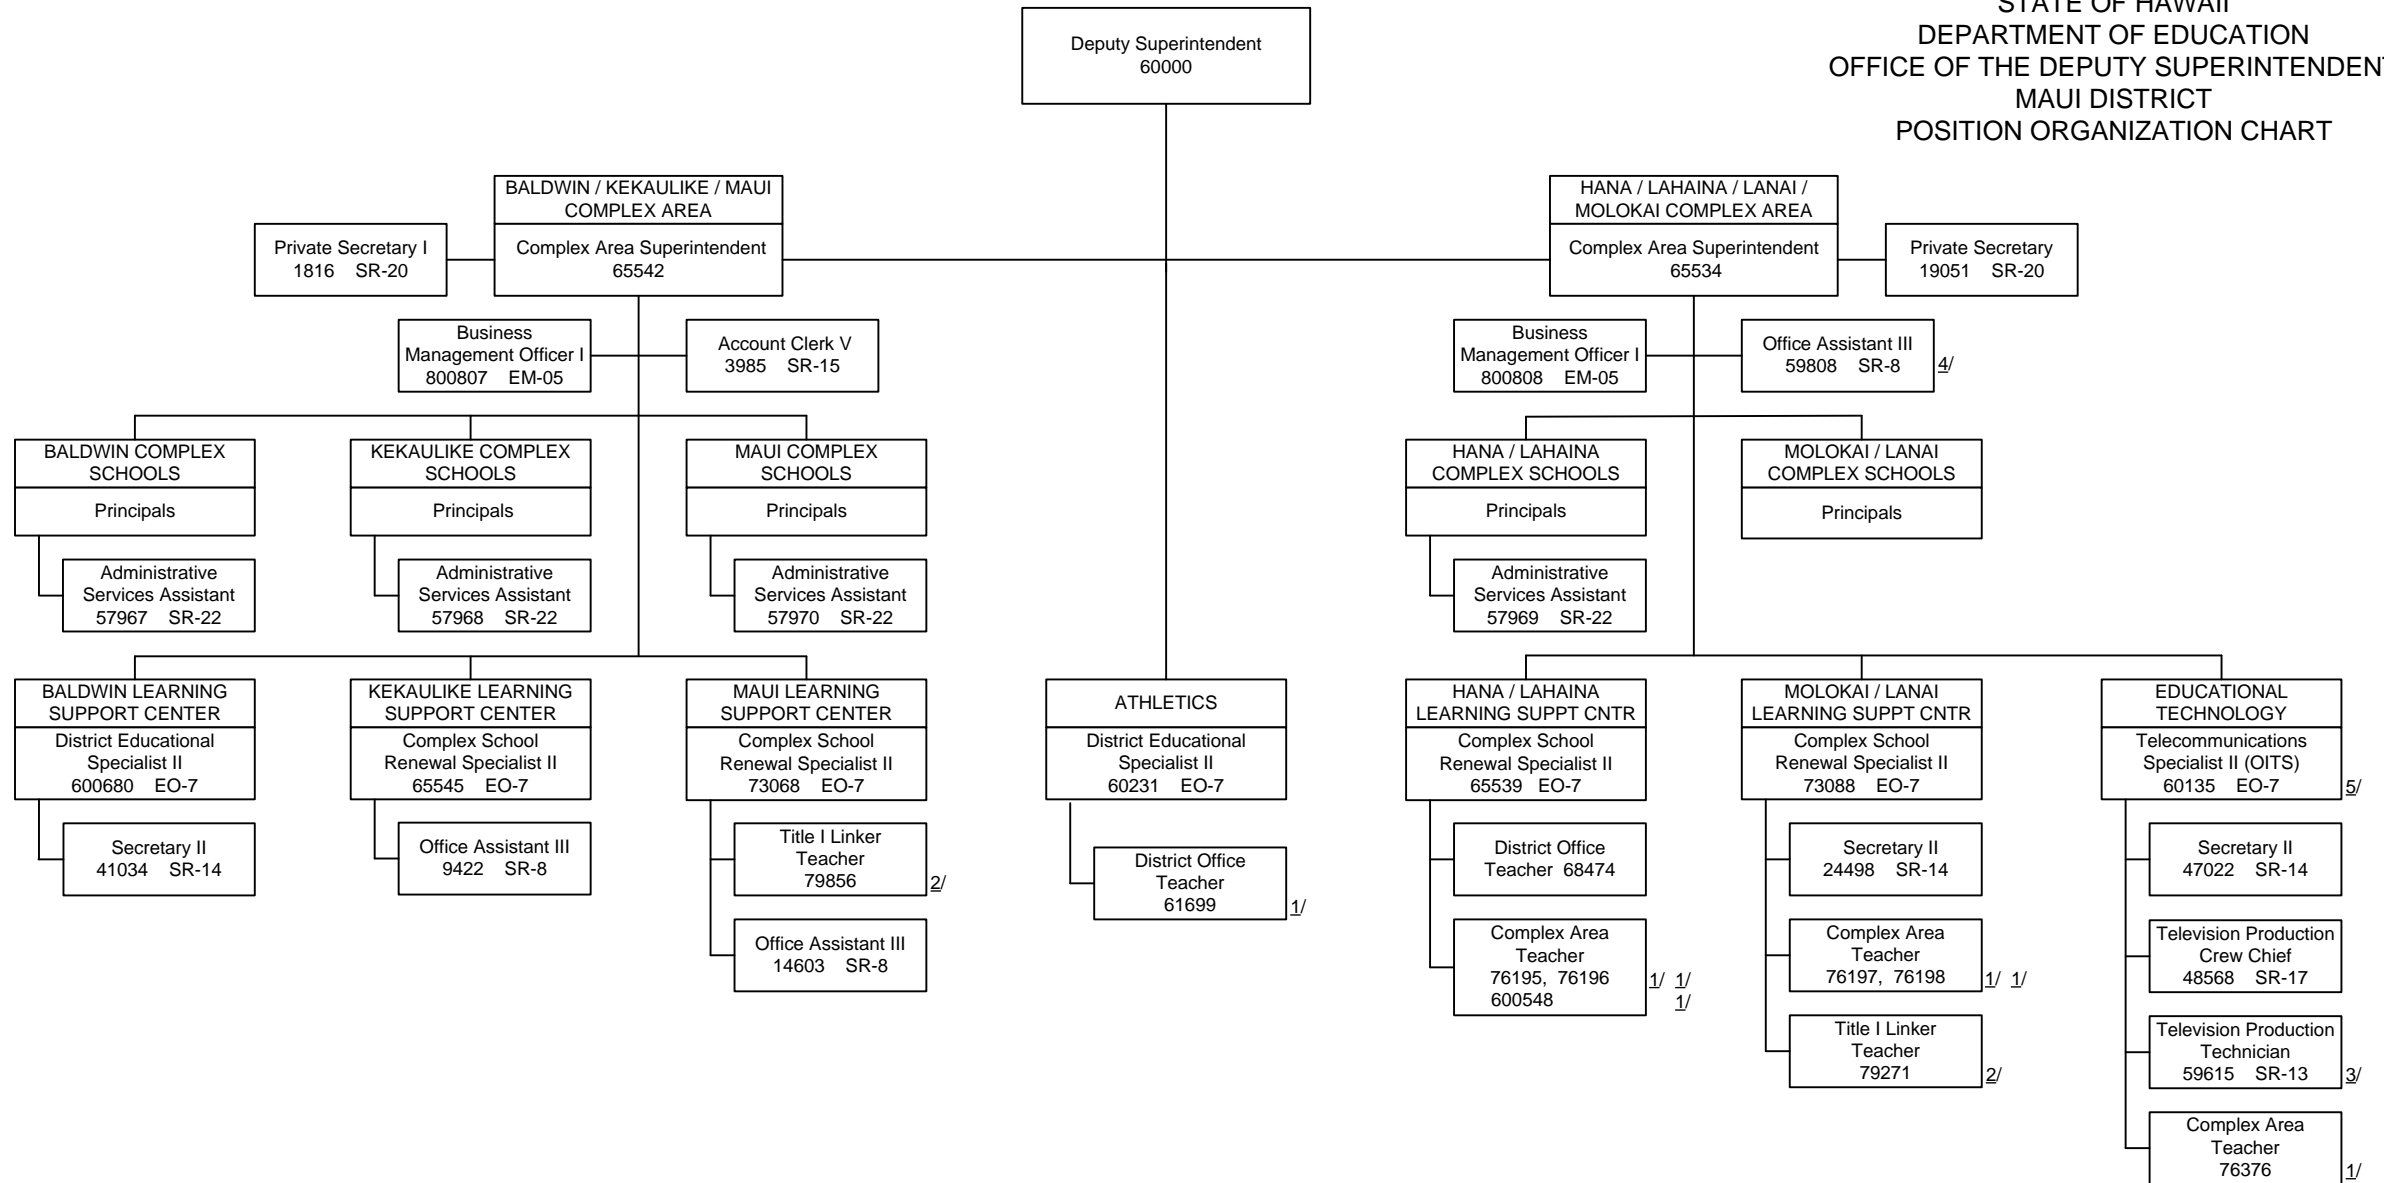 STATE OF HAWAII
DEPARTMENT OF EDUCATION
OFFICE OF THE DEPUTY SUPERINTENDENT
MAUI DISTRICT
POSITION ORGANIZATION CHART
Deputy Superintendent
60000
BALDWIN / KEKAULIKE / MAUI
COMPLEX AREA
Complex Area Superintendent
65542
Private Secretary I
1816 SR-20
Business
Management Officer I
800807 EM-05
Account Clerk V
3985 SR-15
BALDWIN COMPLEX
SCHOOLS
Principals
Administrative
Services Assistant
57967 SR-22
KEKAULIKE COMPLEX
SCHOOLS
Principals
Administrative
Services Assistant
57968 SR-22
MAUI COMPLEX
SCHOOLS
Principals
Administrative
Services Assistant
57970 SR-22
BALDWIN LEARNING
SUPPORT CENTER
District Educational
Specialist II
600680 EO-7
Secretary II
41034 SR-14
KEKAULIKE LEARNING
SUPPORT CENTER
Complex School
Renewal Specialist II
65545 EO-7
Office Assistant III
9422 SR-8
MAUI LEARNING
SUPPORT CENTER
Complex School
Renewal Specialist II
73068 EO-7
Title I Linker
Teacher
79856 2/
Office Assistant III
14603 SR-8
ATHLETICS
District Educational
Specialist II
60231 EO-7
District Office
Teacher
61699 1/
HANA / LAHAINA / LANAI /
MOLOKAI COMPLEX AREA
Complex Area Superintendent
65534
Private Secretary
19051 SR-20
Business
Management Officer I
800808 EM-05
Office Assistant III
59808 SR-8 4/
HANA / LAHAINA
COMPLEX SCHOOLS
Principals
Administrative
Services Assistant
57969 SR-22
MOLOKAI / LANAI
COMPLEX SCHOOLS
Principals
HANA / LAHAINA
LEARNING SUPPT CNTR
Complex School
Renewal Specialist II
65539 EO-7
District Office
Teacher 68474
Complex Area
Teacher
76195, 76196 1/ 1/
600548 1/
MOLOKAI / LANAI
LEARNING SUPPT CNTR
Complex School
Renewal Specialist II
73088 EO-7
Secretary II
24498 SR-14
Complex Area
Teacher
76197, 76198 1/ 1/
Title I Linker
Teacher
79271 2/
EDUCATIONAL
TECHNOLOGY
Telecommunications
Specialist II (OITS)
60135 EO-7 5/
Secretary II
47022 SR-14
Television Production
Crew Chief
48568 SR-17
Television Production
Technician
59615 SR-13 3/
Complex Area
Teacher
76376 1/